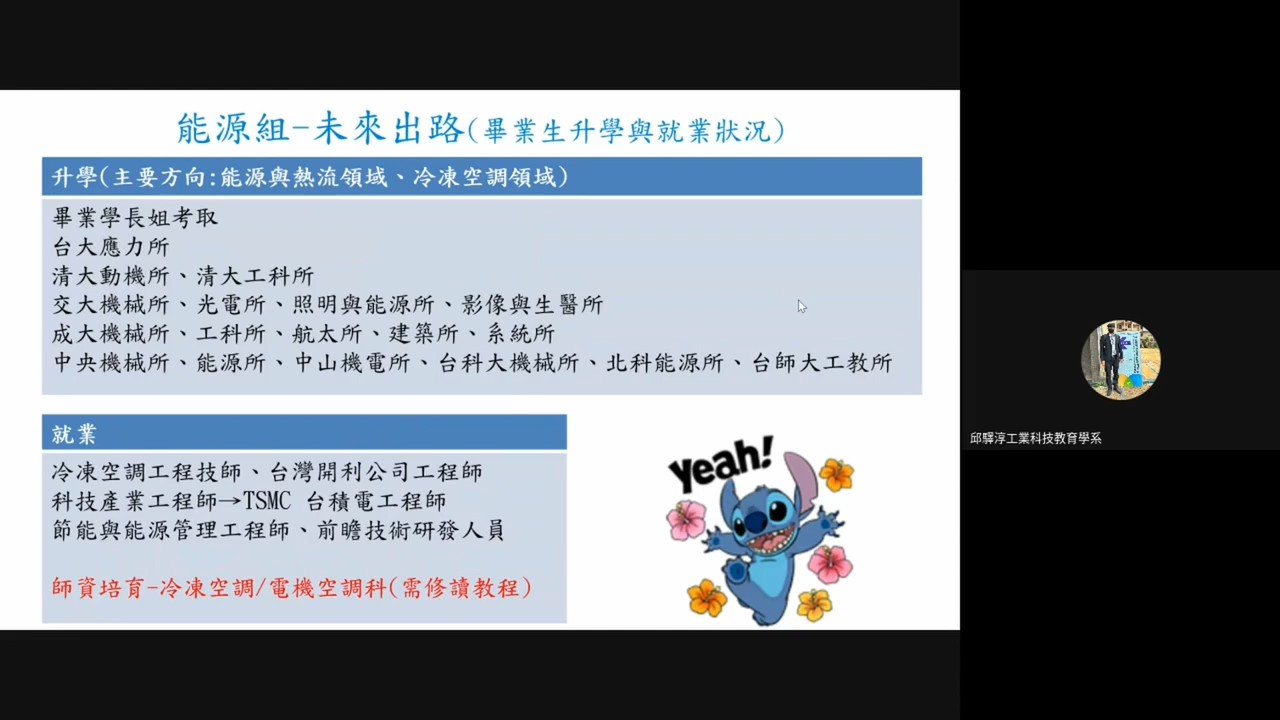 能源組-未來出路(畢業生升學與就業狀況)
升學(主要方向:能源與熱流領域、冷凍空調領域)
畢業學長姐考取
台大應力所
清大動機所、清大工科所
交大機械所、光電所、照明與能源所、影像與生醫所
成大機械所、工科所、航太所、建築所、系統所
中央機械所、能源所、中山機電所、台科大機械所、北科能源所、台師大工教所
就業
冷凍空調工程技師、台灣開利公司工程師
科技產業工程師→TSMC 台積電工程師
節能與能源管理工程師、前瞻技術研發人員
師資培育-冷凍空調/電機空調科(需修讀教程)
Yeah!
邱驛淳工業科技教育學系